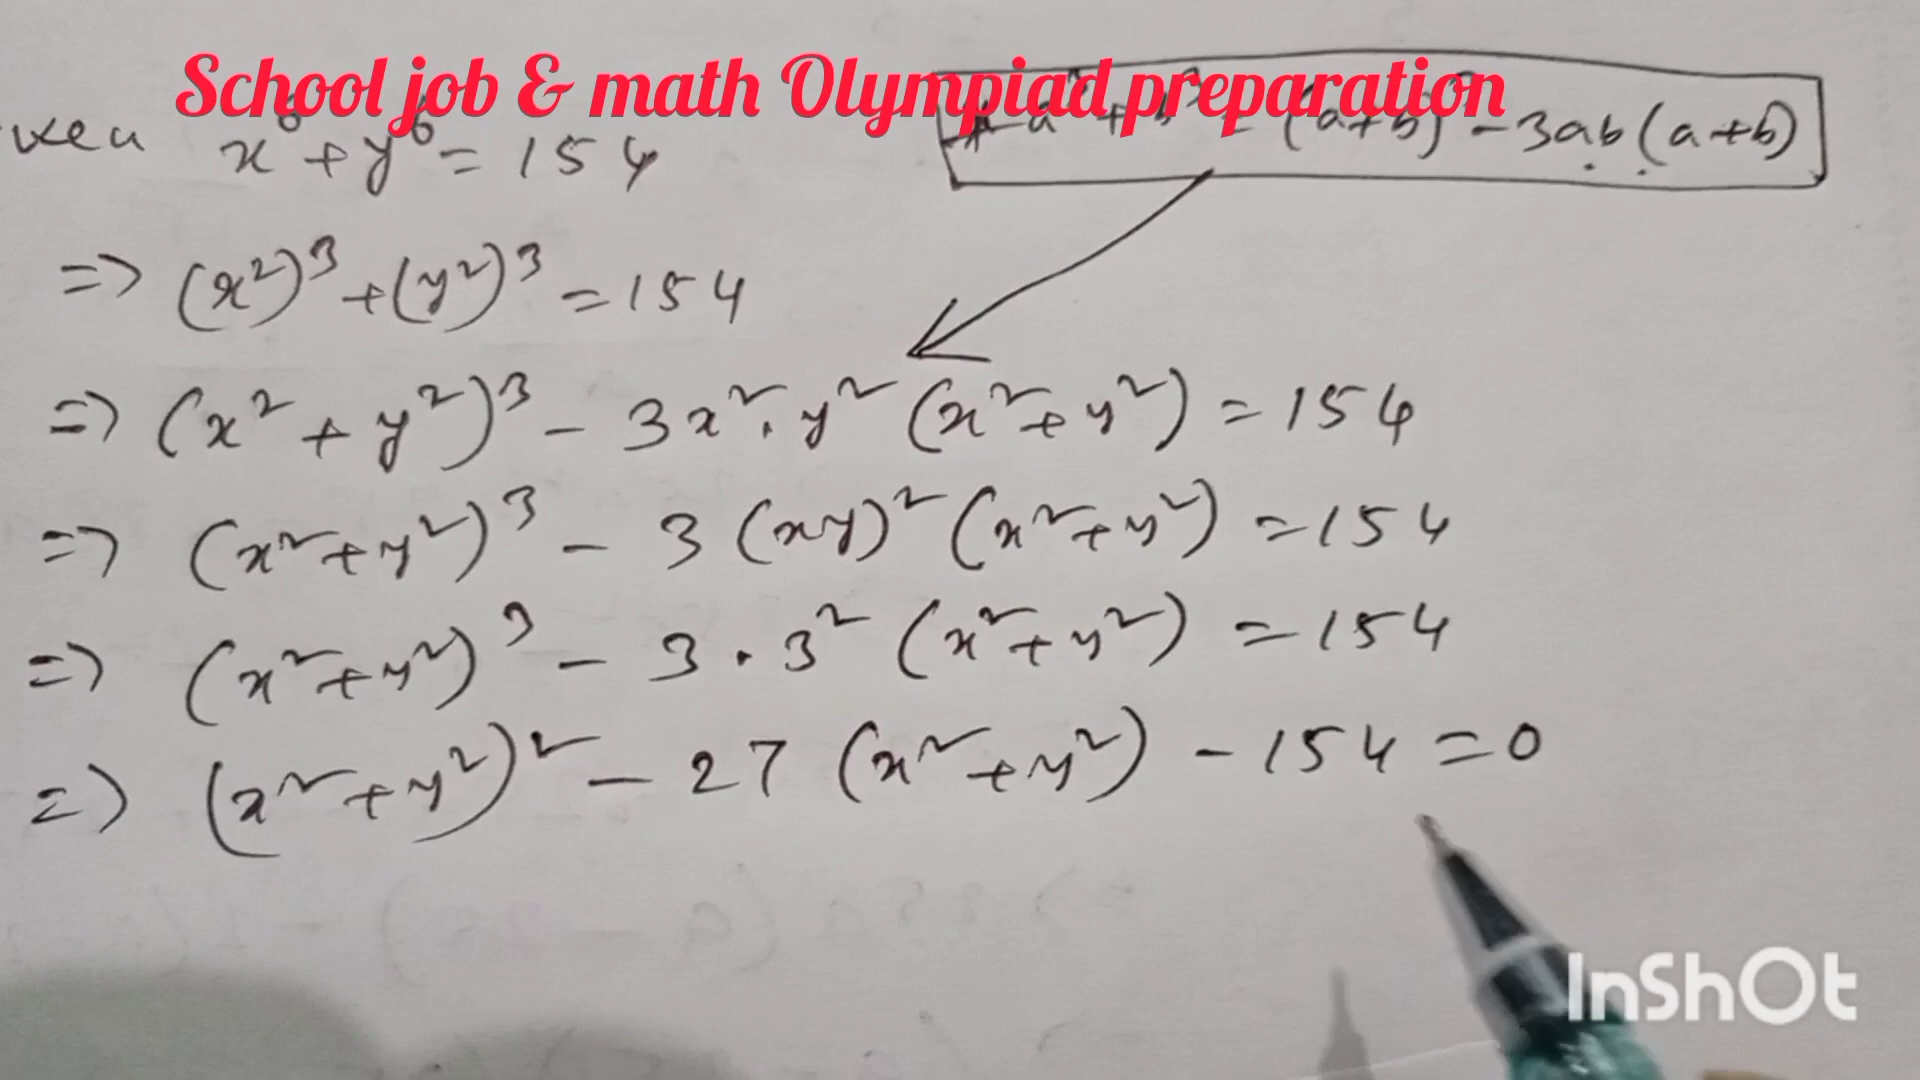 School job & math Olympiad preparation
x⁶ + y⁶ = 154
a³ + b³ = (a+b)³ - 3ab(a+b)
=> (x²)³ + (y²)³ = 154
=> (x² + y²)³ - 3x².y² (x²+y²) = 154
=> (x²+y²)³ - 3 (xy)² (x²+y²) = 154
=> (x²+y²)³ - 3.3² (x²+y²) = 154
=> (x²+y²)² - 27 (x²+y²) - 154 = 0
InShOt